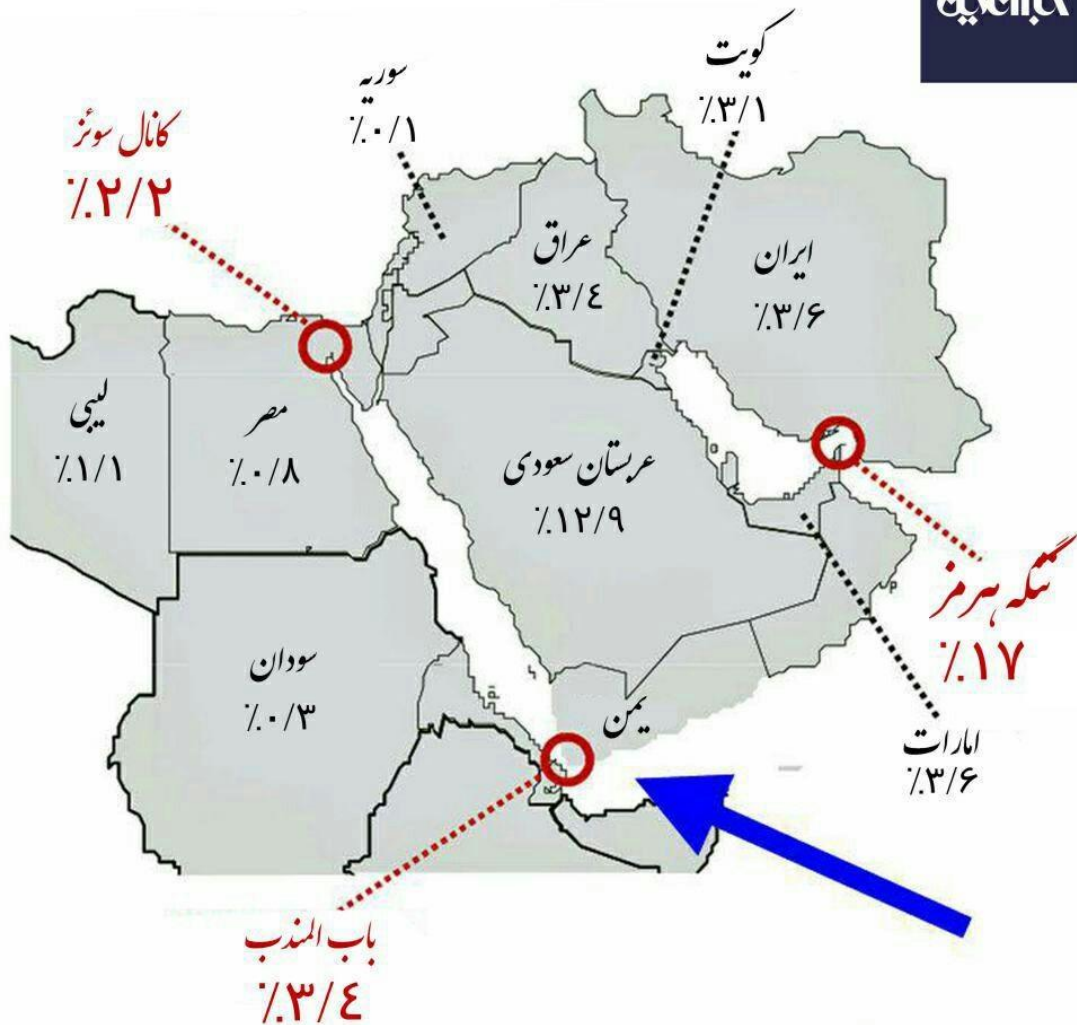 کویت
٪۳/۱
سوریه
٪۰/۱
کانال سوئز
٪۲/۲
ایران
٪۳/۶
عراق
٪۳/٤
لیبی
٪۱/۱
مصر
٪۰/۸
عربستان سعودی
٪۱۲/۹
تنگه هرمز
٪۱۷
سودان
٪۰/۳
یمن
امارات
٪۳/۶
باب المندب
٪۳/٤